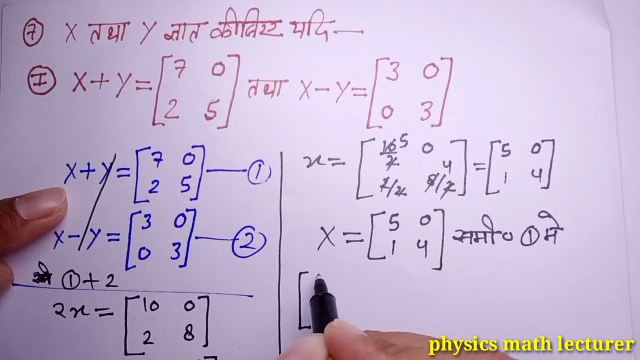 ⑦ X तथा Y ज्ञात कीजिए यदि —
Ⅰ X + Y = [7 0
2 5] तथा X - Y = [3 0
0 3]
X + Y = [7 0
2 5] — ①
X - Y = [3 0
0 3] — ②
① + 2
2x = [10 0
2 8]
x = [10/2 5 0
2/2 8/2 4] = [5 0
1 4]
X = [5 0
1 4] समी० ① मे
[
physics math lecturer